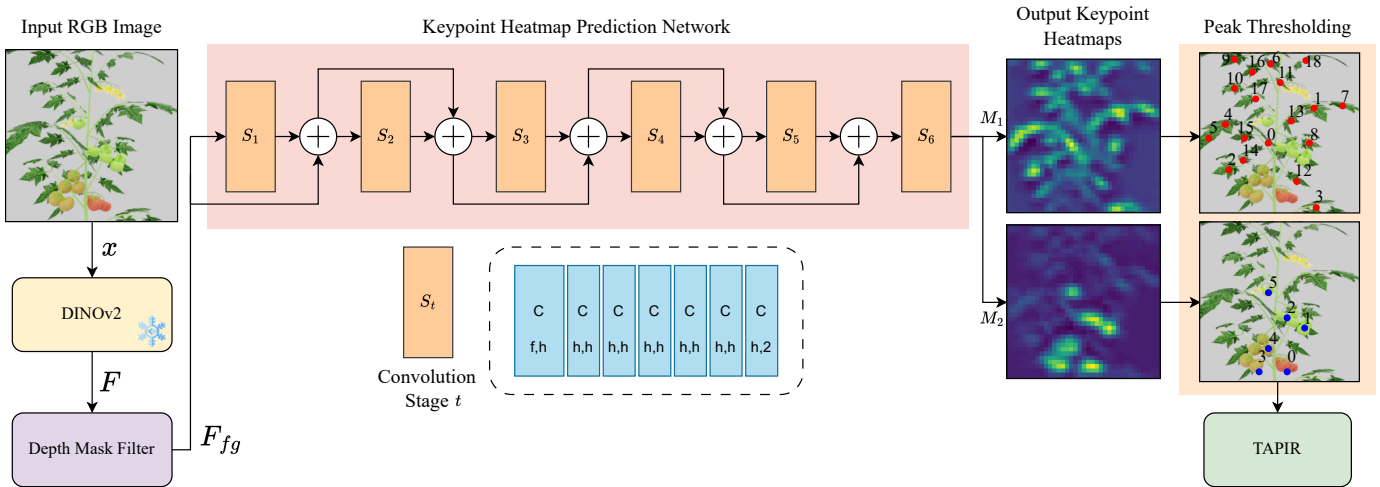 Input RGB Image
Keypoint Heatmap Prediction Network
Output Keypoint
Heatmaps
Peak Thresholding
S1
S2
S3
S4
S5
S6
M1
M2
x
DINOv2
F
Depth Mask Filter
Ffg
St
Convolution
Stage t
C C C C C C C
f,h h,h h,h h,h h,h h,h h,2
9 16 6 18
10 11
17 1 7
4 13
5 15 0 8
2 14
12
3
5
2 1
4
3 0
TAPIR